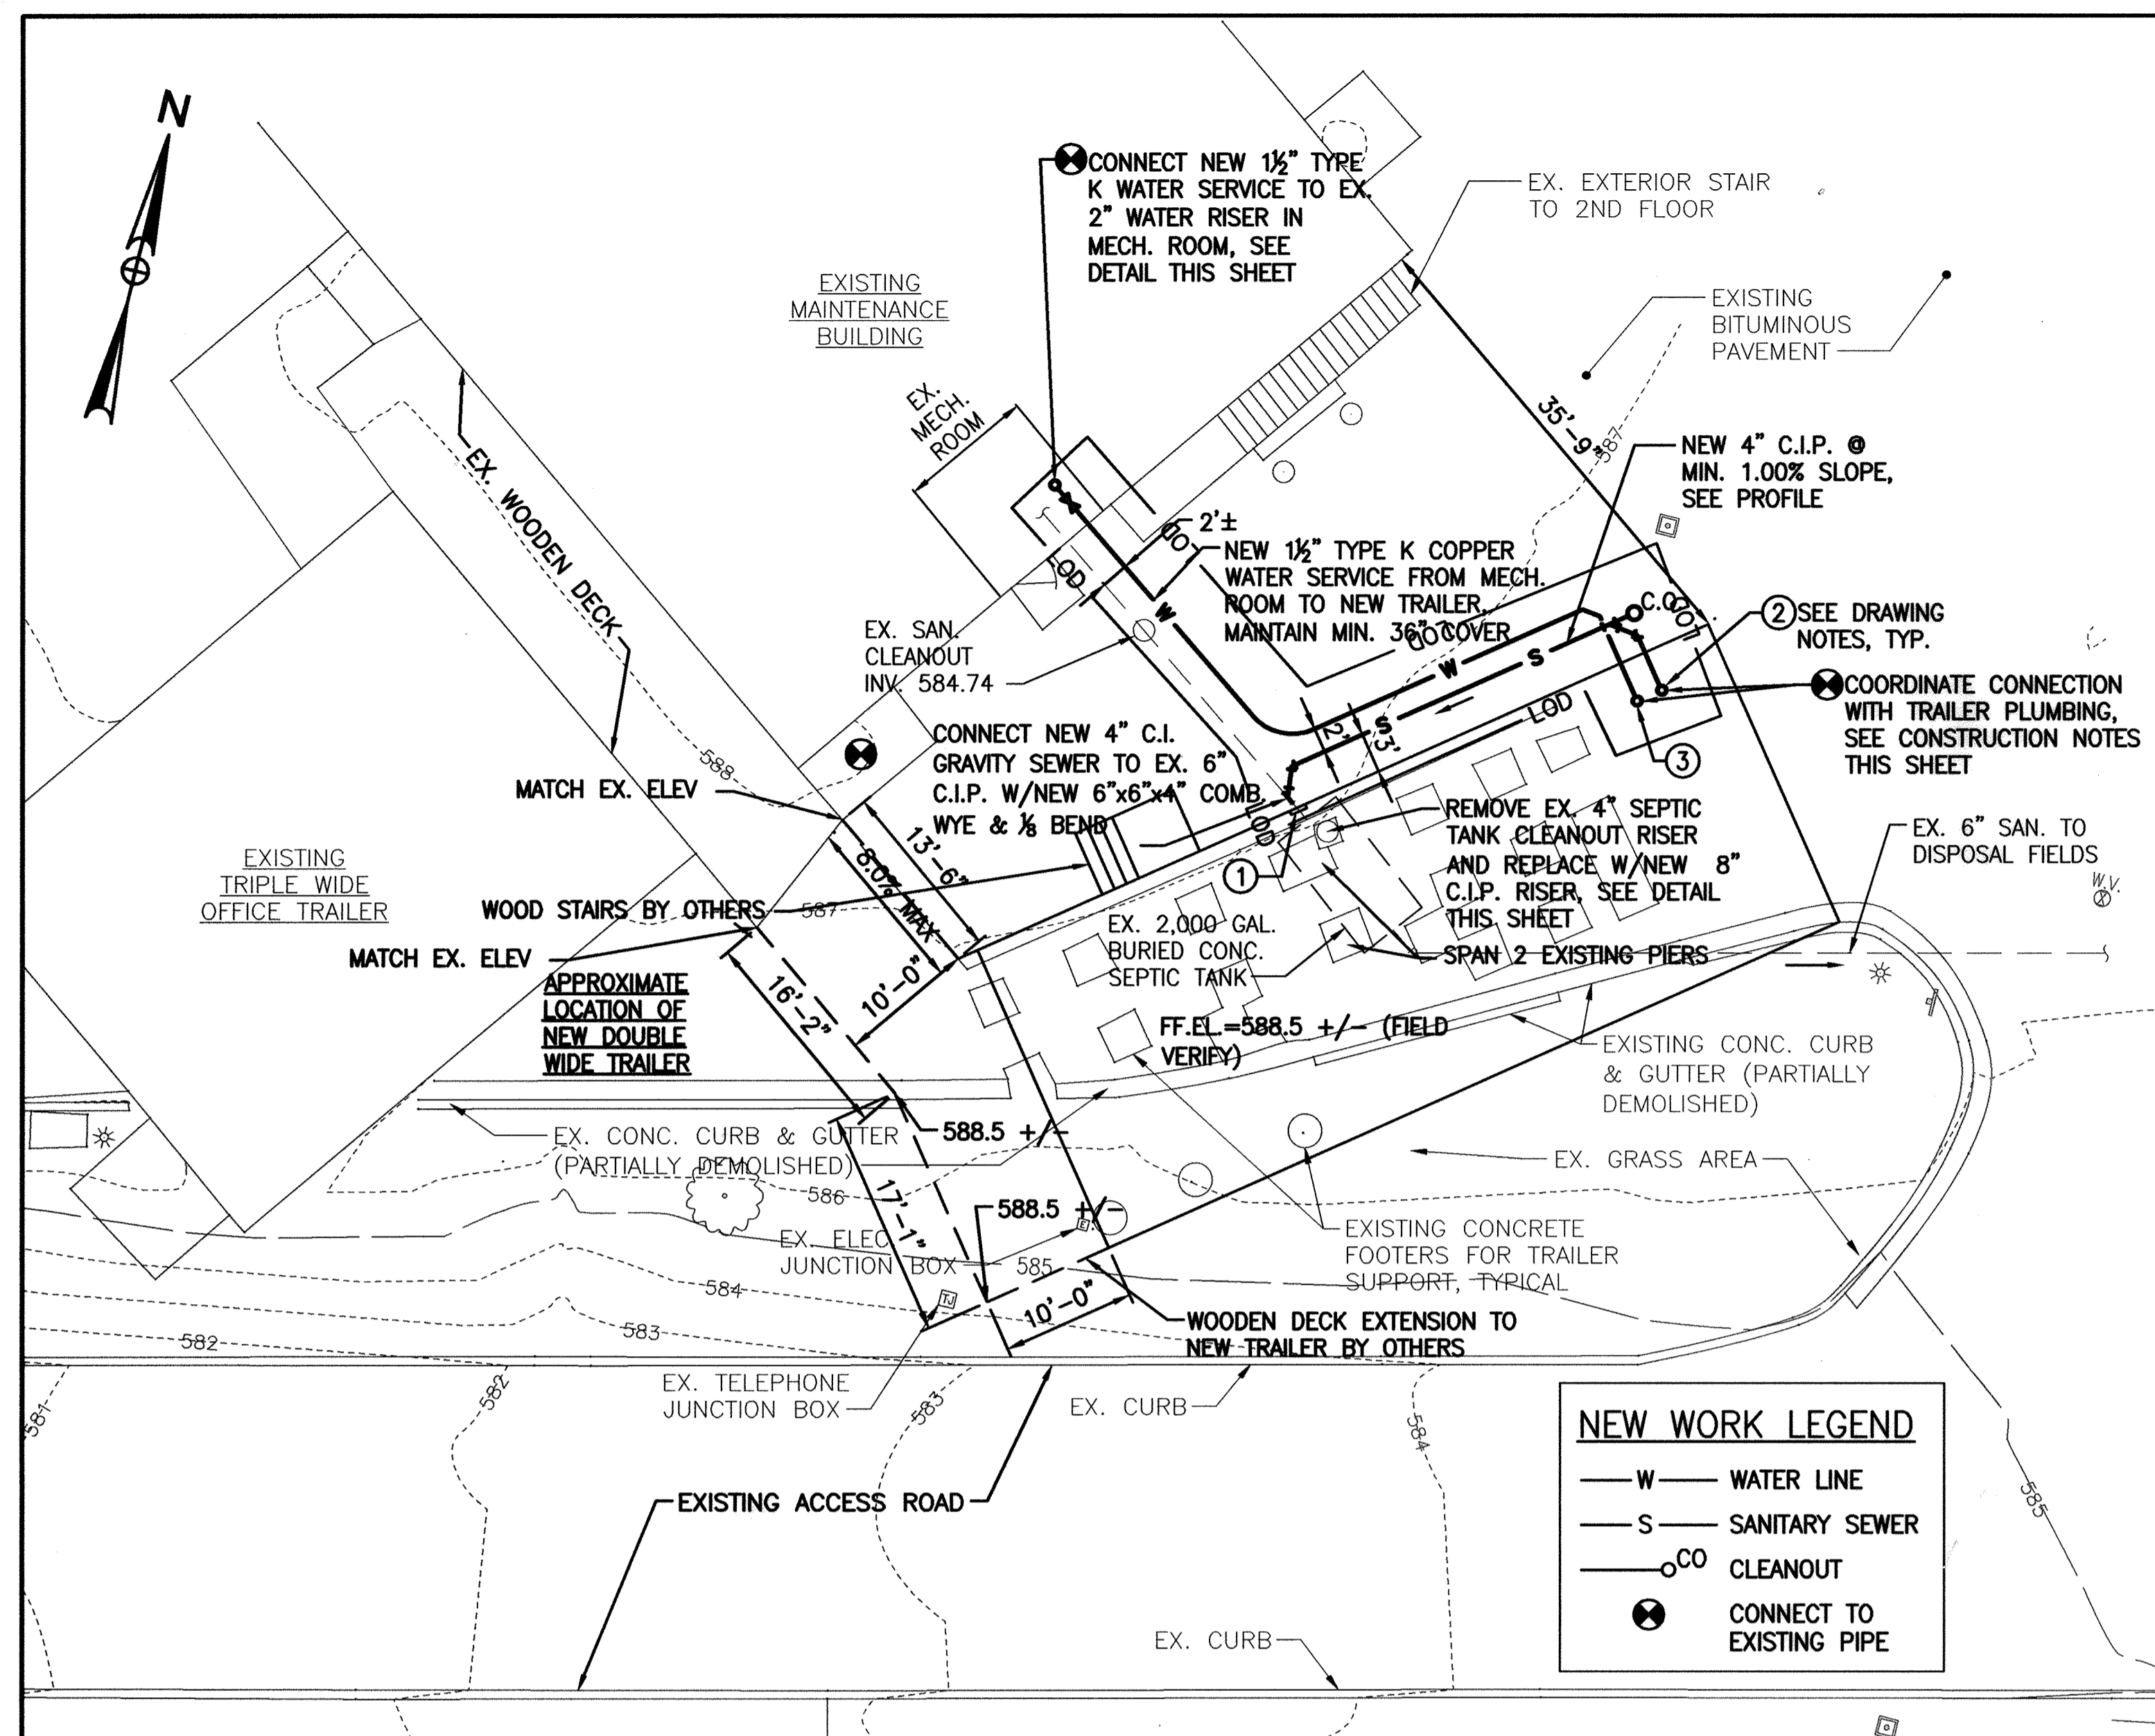 N
CONNECT NEW 1½" TYPE
K WATER SERVICE TO EX.
2" WATER RISER IN
MECH. ROOM, SEE
DETAIL THIS SHEET
EX. EXTERIOR STAIR
TO 2ND FLOOR
EXISTING
MAINTENANCE
BUILDING
EXISTING
BITUMINOUS
PAVEMENT
EX.
MECH.
ROOM
35'-9"
587
NEW 4" C.I.P. @
MIN. 1.00% SLOPE,
SEE PROFILE
EX. WOODEN DECK
2'±
LOD
LOD
NEW 1½" TYPE K COPPER
WATER SERVICE FROM MECH.
ROOM TO NEW TRAILER,
MAINTAIN MIN. 36" COVER
W
C.O.
LOD
LOD
2 SEE DRAWING
NOTES, TYP.
EX. SAN.
CLEANOUT
INV. 584.74
W
S
COORDINATE CONNECTION
WITH TRAILER PLUMBING,
SEE CONSTRUCTION NOTES
THIS SHEET
LOD
S
2'
3'
3
CONNECT NEW 4" C.I.
GRAVITY SEWER TO EX. 6"
C.I.P. W/NEW 6"x6"x4" COMB.
WYE & ⅛ BEND
588
MATCH EX. ELEV
LOD
REMOVE EX. 4" SEPTIC
TANK CLEANOUT RISER
AND REPLACE W/NEW 8"
C.I.P. RISER, SEE DETAIL
THIS SHEET
EX. 6" SAN. TO
DISPOSAL FIELDS
W.V.
13'-6"
8.0% MAX
1
EXISTING
TRIPLE WIDE
OFFICE TRAILER
WOOD STAIRS BY OTHERS
587
EX. 2,000 GAL.
BURIED CONC.
SEPTIC TANK
SPAN 2 EXISTING PIERS
MATCH EX. ELEV
APPROXIMATE
LOCATION OF
NEW DOUBLE
WIDE TRAILER
16'-2"
10'-0"
FF.EL.=588.5 +/- (FIELD
VERIFY)
EXISTING CONC. CURB
& GUTTER (PARTIALLY
DEMOLISHED)
EX. CONC. CURB & GUTTER
(PARTIALLY DEMOLISHED)
588.5 +/-
EX. GRASS AREA
586
17'-1"
588.5 +/-
E
EX. ELEC
JUNCTION BOX
585
EXISTING CONCRETE
FOOTERS FOR TRAILER
SUPPORT, TYPICAL
584
TJ
10'-0"
WOODEN DECK EXTENSION TO
NEW TRAILER BY OTHERS
583
582
EX. TELEPHONE
JUNCTION BOX
EX. CURB
581
582
583
584
585
EXISTING ACCESS ROAD
EX. CURB
NEW WORK LEGEND
W WATER LINE
S SANITARY SEWER
CO CLEANOUT
CONNECT TO
EXISTING PIPE